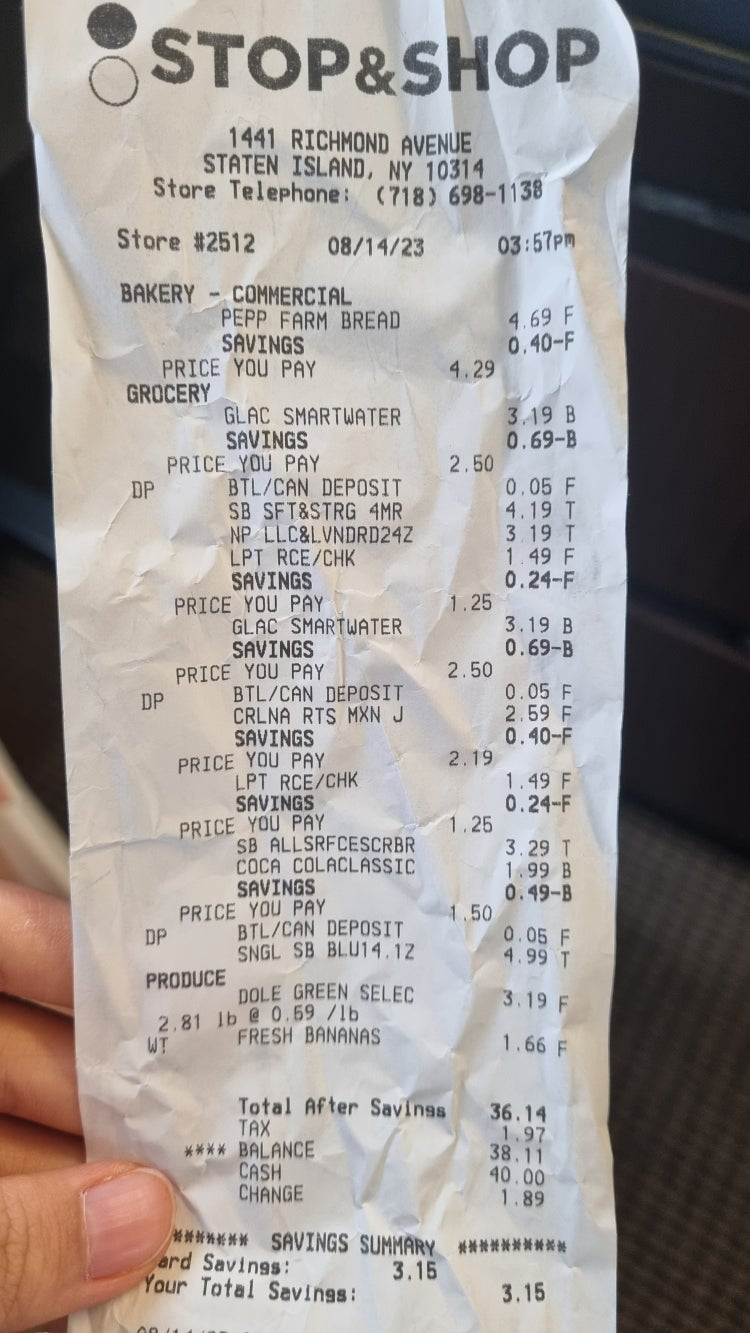 STOP&SHOP
1441 RICHMOND AVENUE
STATEN ISLAND, NY 10314
Store Telephone: (718) 698-1138
Store #2512 08/14/23 03:57pm
BAKERY - COMMERCIAL
PEPP FARM BREAD 4.69 F
SAVINGS 0.40-F
PRICE YOU PAY 4.29
GROCERY
GLAC SMARTWATER 3.19 B
SAVINGS 0.69-B
PRICE YOU PAY 2.50
DP BTL/CAN DEPOSIT 0.05 F
SB SFT&STRG 4MR 4.19 T
NP LLC&LVNDRD24Z 3.19 T
LPT RCE/CHK 1.49 F
SAVINGS 0.24-F
PRICE YOU PAY 1.25
GLAC SMARTWATER 3.19 B
SAVINGS 0.69-B
PRICE YOU PAY 2.50
DP BTL/CAN DEPOSIT 0.05 F
CRLNA RTS MXN J 2.59 F
SAVINGS 0.40-F
PRICE YOU PAY 2.19
LPT RCE/CHK 1.49 F
SAVINGS 0.24-F
PRICE YOU PAY 1.25
SB ALLSRFCESCRBR 3.29 T
COCA COLACLASSIC 1.99 B
SAVINGS 0.49-B
PRICE YOU PAY 1.50
DP BTL/CAN DEPOSIT 0.05 F
SNGL SB BLU14.1Z 4.99 T
PRODUCE
DOLE GREEN SELEC 3.19 F
2.81 lb @ 0.59 /lb
WT FRESH BANANAS 1.66 F
Total After Savings 36.14
TAX 1.97
**** BALANCE 38.11
CASH 40.00
CHANGE 1.89
******* SAVINGS SUMMARY **********
ard Savings: 3.15
Your Total Savings: 3.15